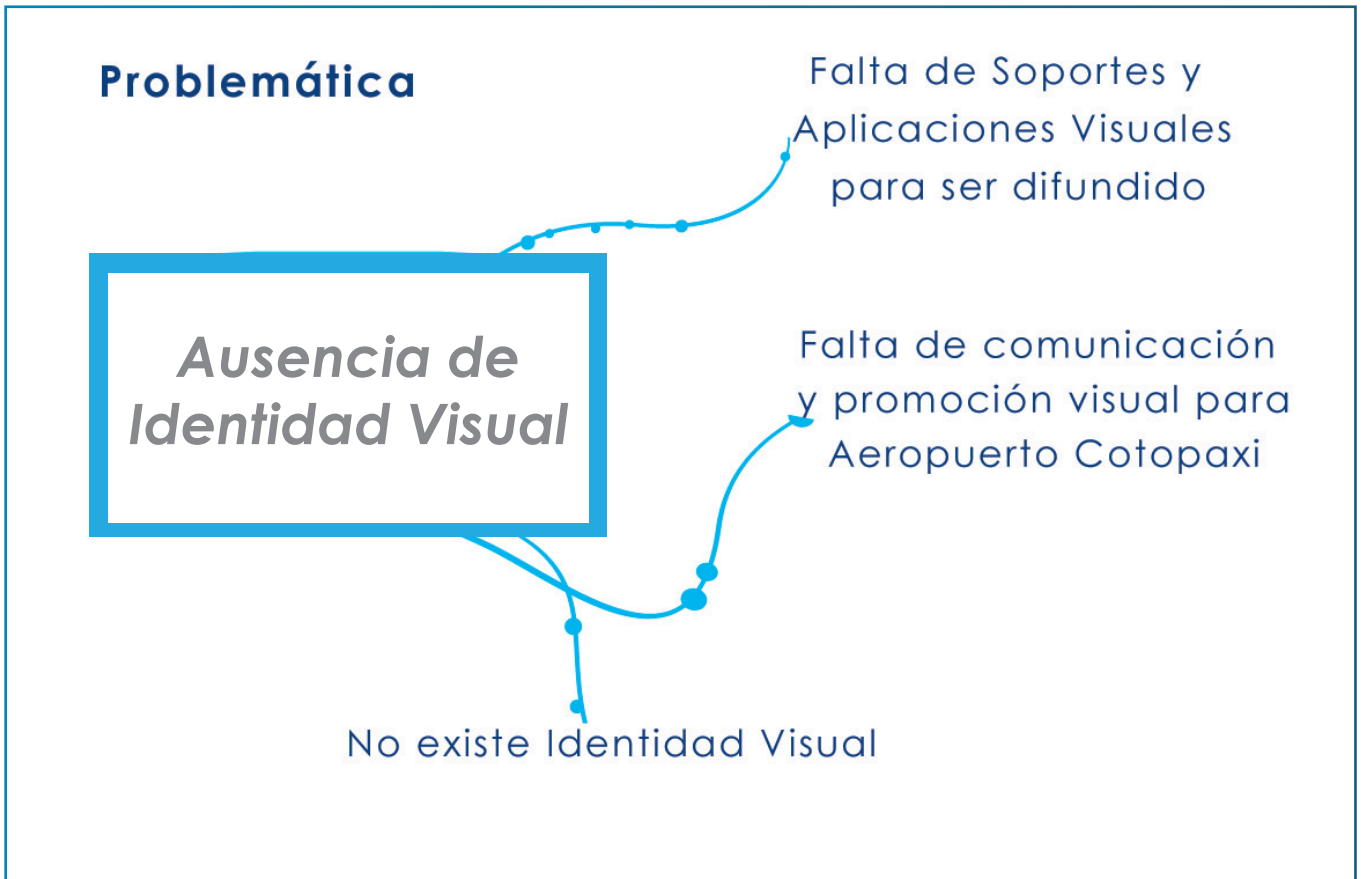 Problemática
Falta de Soportes y
Aplicaciones Visuales
para ser difundido
Ausencia de
Identidad Visual
Falta de comunicación
y promoción visual para
Aeropuerto Cotopaxi
No existe Identidad Visual